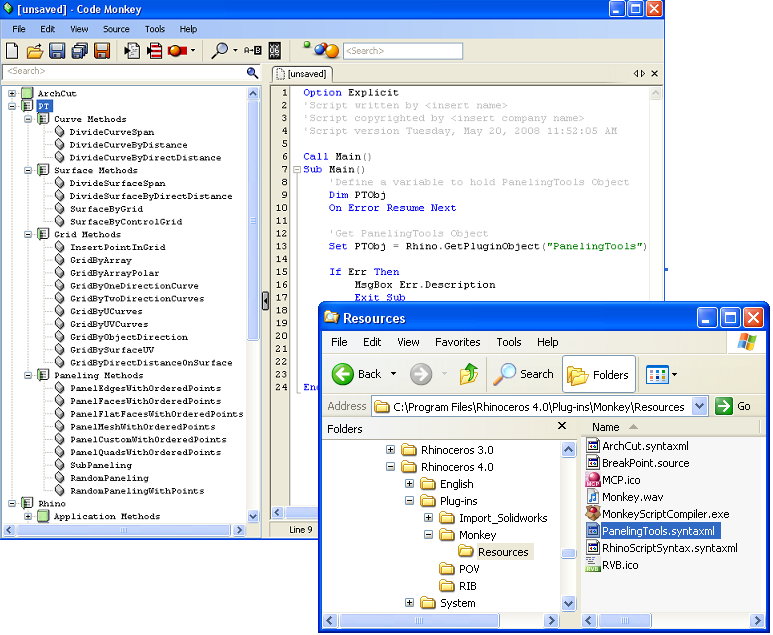 [unsaved] - Code Monkey
File Edit View Source Tools Help
<Search>
<Search>
[unsaved]
ArchCut
PT
Curve Methods
DivideCurveSpan
DivideCurveByDistance
DivideCurveByDirectDistance
Surface Methods
DivideSurfaceSpan
DivideSurfaceByDirectDistance
SurfaceByGrid
SurfaceByControlGrid
Grid Methods
InsertPointInGrid
GridByArray
GridByArrayPolar
GridByOneDirectionCurve
GridByTwoDirectionCurves
GridByUCurves
GridByUVCurves
GridByObjectDirection
GridBySurfaceUV
GridByDirectDistanceOnSurface
Paneling Methods
PanelEdgesWithOrderedPoints
PanelFacesWithOrderedPoints
PanelFlatFacesWithOrderedPoints
PanelMeshWithOrderedPoints
PanelCustomWithOrderedPoints
PanelQuadsWithOrderedPoints
SubPaneling
RandomPaneling
RandomPanelingWithPoints
Rhino
Application Methods
1 Option Explicit
2 'Script written by <insert name>
3 'Script copyrighted by <insert company name>
4 'Script version Tuesday, May 20, 2008 11:52:05 AM
5
6 Call Main()
7 Sub Main()
8 'Define a variable to hold PanelingTools Object
9 Dim PTObj
10 On Error Resume Next
11
12 'Get PanelingTools Object
13 Set PTObj = Rhino.GetPluginObject("PanelingTools")
14
15 If Err Then
16 MsgBox Err.Description
17 Exit Sub
18
19
20
21
22
23
24 En
Line 9
Resources
File Edit View Favorites Tools Help
Back Search Folders
Address C:\Program Files\Rhinoceros 4.0\Plug-ins\Monkey\Resources Go
Folders
Rhinoceros 3.0
Rhinoceros 4.0
English
Plug-ins
Import_Solidworks
Monkey
Resources
POV
RIB
System
Name
ArchCut.syntaxml
BreakPoint.source
MCP.ico
Monkey.wav
MonkeyScriptCompiler.exe
PanelingTools.syntaxml
RhinoScriptSyntax.syntaxml
RVB.ico